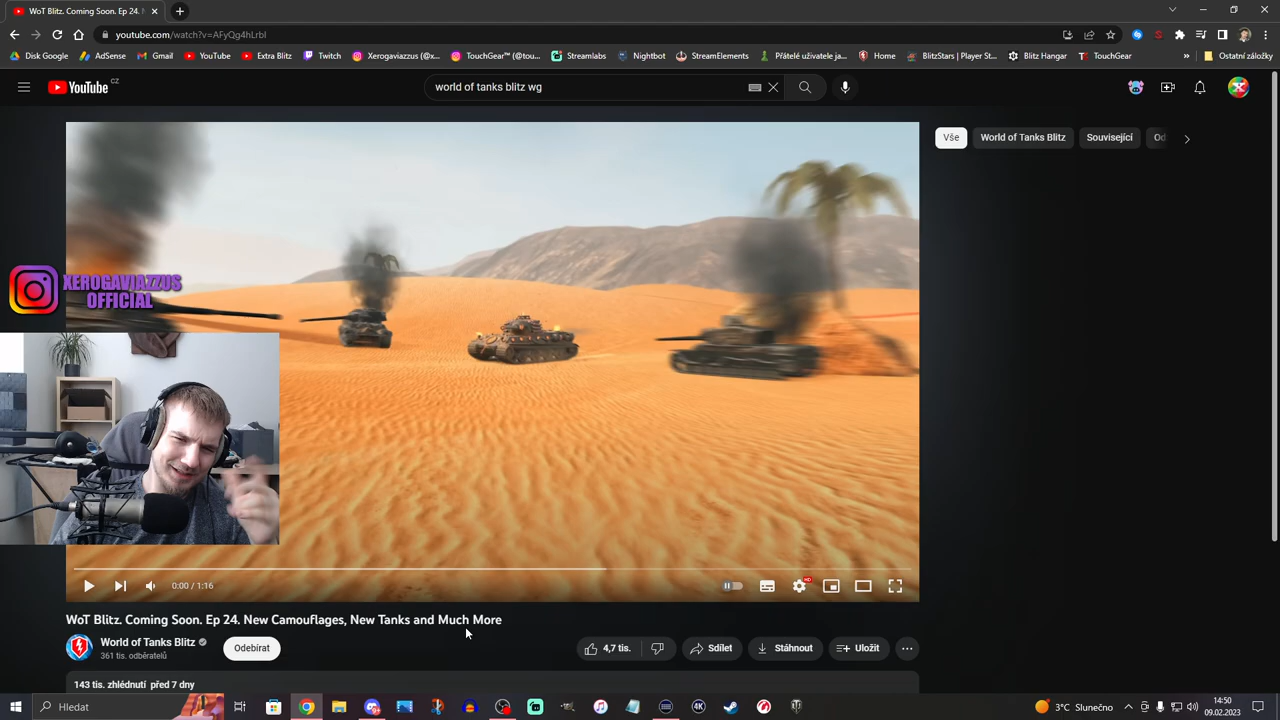 WoT Blitz. Coming Soon. Ep 24. N
youtube.com/watch?v=AFyQg4hLrbI
Disk Google
AdSense
Gmail
YouTube
Extra Blitz
Twitch
Xerogaviazzus (@x...
TouchGear™ (@tou...
Streamlabs
Nightbot
StreamElements
Přátelé uživatele ja...
Home
BlitzStars | Player St...
Blitz Hangar
TouchGear
»
Ostatní záložky
YouTube CZ
world of tanks blitz wg
Vše
World of Tanks Blitz
Související
Od
XEROGAVIAZZUS
OFFICIAL
0:00 / 1:16
HD
WoT Blitz. Coming Soon. Ep 24. New Camouflages, New Tanks and Much More
World of Tanks Blitz
361 tis. odběratelů
Odebírat
4,7 tis.
Sdílet
Stáhnout
Uložit
143 tis. zhlédnutí před 7 dny
Hledat
4K
3°C Slunečno
14:50
09.02.2023